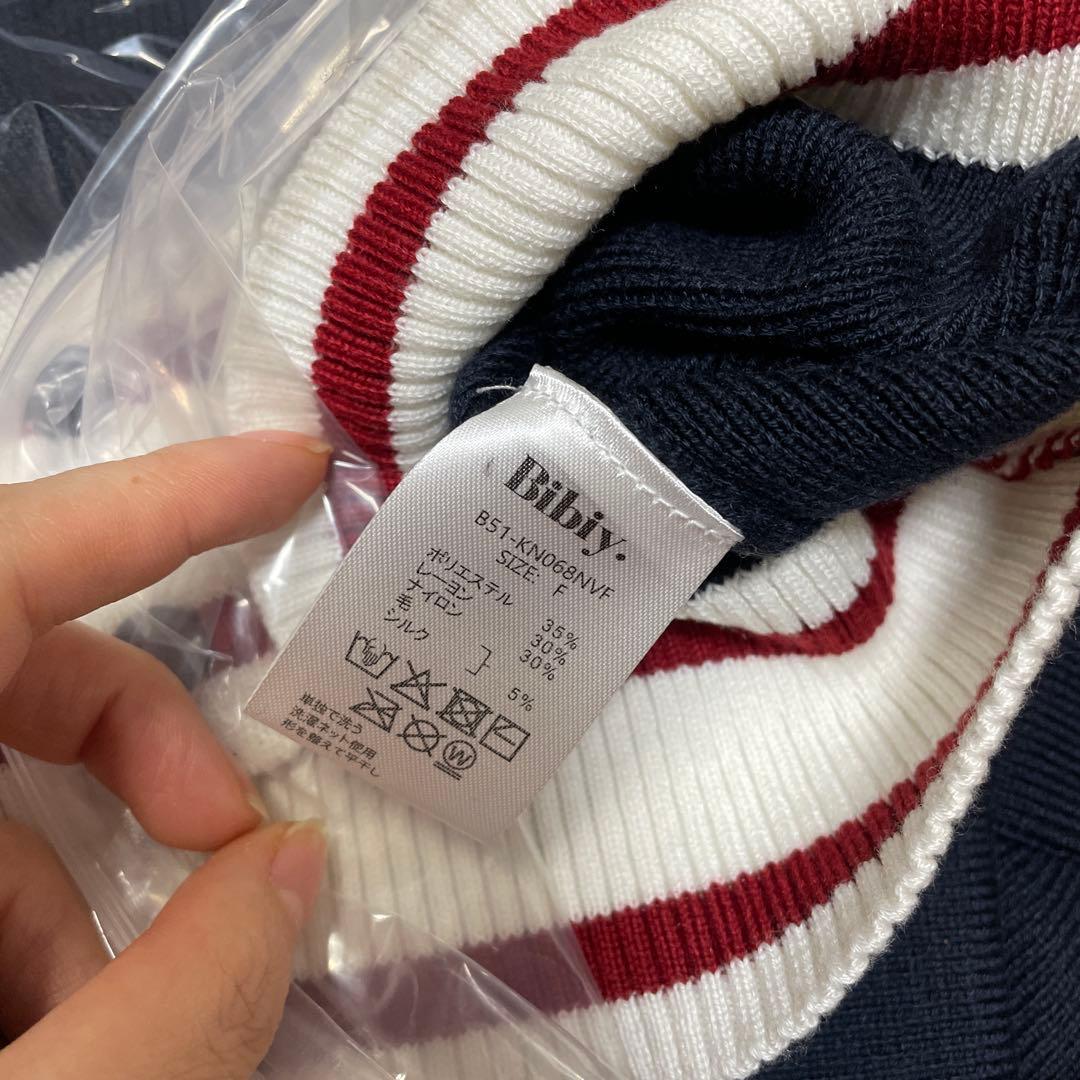 Bibiy.
B51-KN068NVF
SIZE: F
ポリエステル 35%
レーヨン 30%
ナイロン 30%
毛
シルク ] 5%
W
単独で洗う
洗濯ネット使用
形を整えて平干し